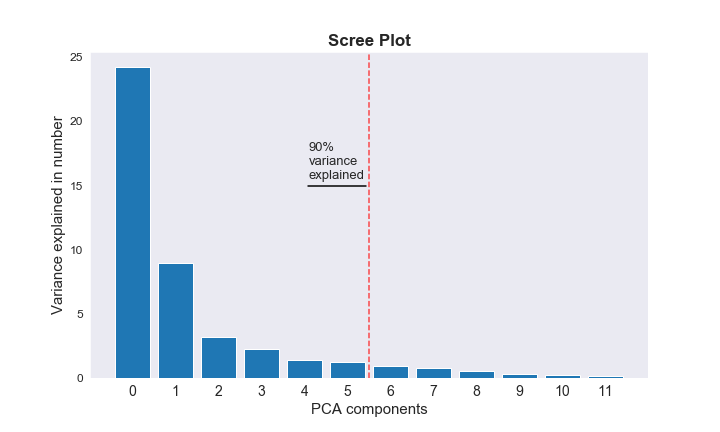 Scree Plot
25
20
15
10
5
0
Variance explained in number
90%
variance
explained
0 1 2 3 4 5 6 7 8 9 10 11
PCA components